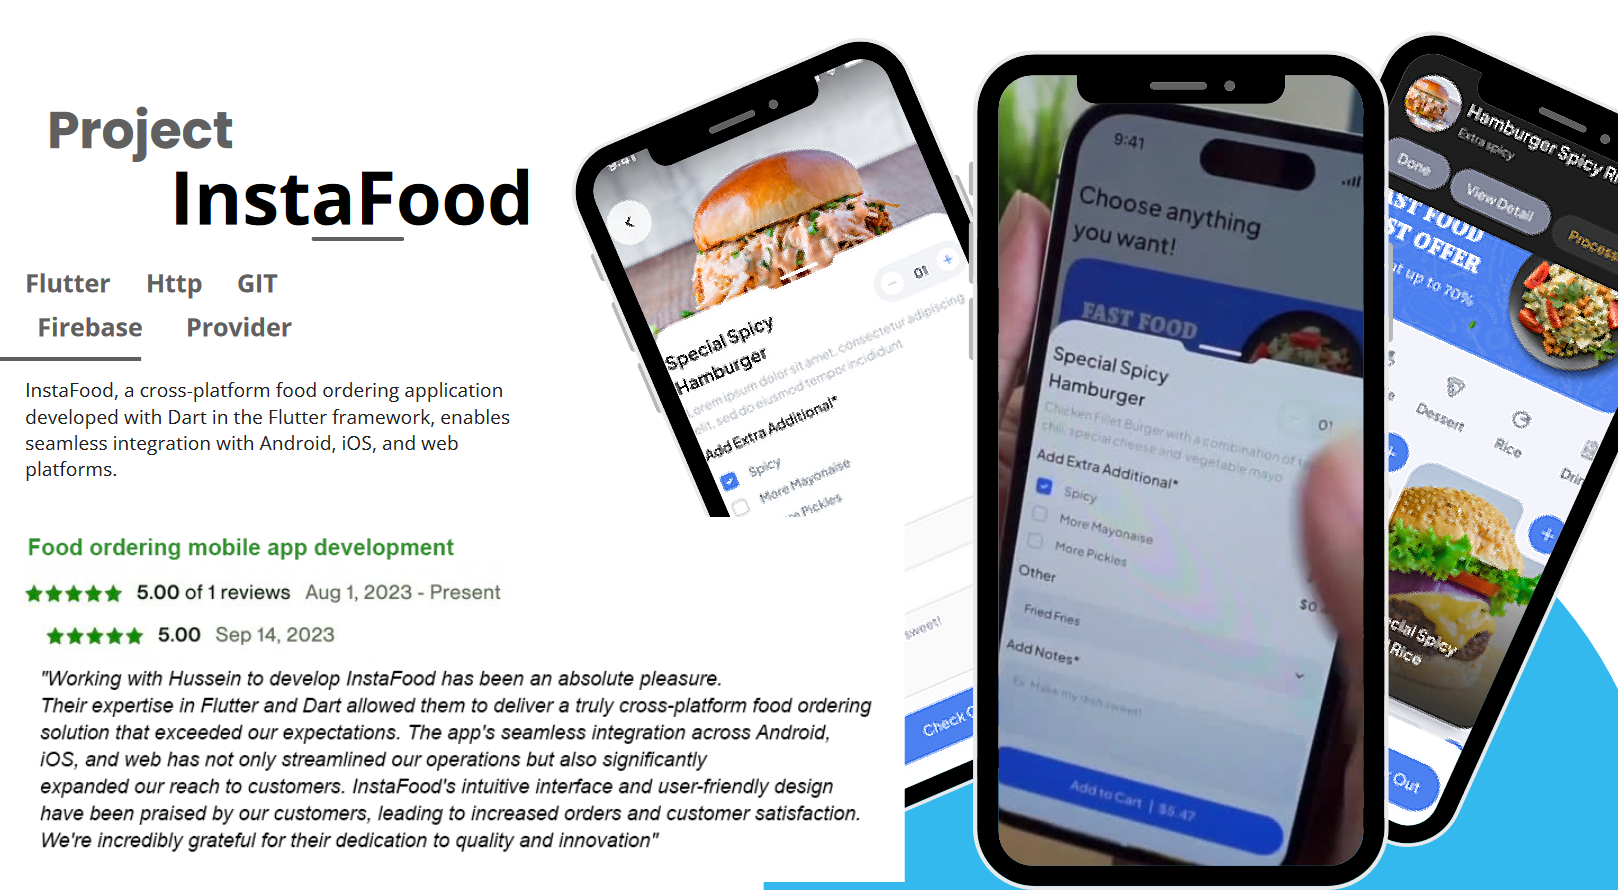 Project
InstaFood
Flutter Http GIT
Firebase Provider
InstaFood, a cross-platform food ordering application
developed with Dart in the Flutter framework, enables
seamless integration with Android, iOS, and web
platforms.
Food ordering mobile app development
5.00 of 1 reviews Aug 1, 2023 - Present
5.00 Sep 14, 2023
"Working with Hussein to develop InstaFood has been an absolute pleasure.
Their expertise in Flutter and Dart allowed them to deliver a truly cross-platform food ordering
solution that exceeded our expectations. The app's seamless integration across Android,
iOS, and web has not only streamlined our operations but also significantly
expanded our reach to customers. InstaFood's intuitive interface and user-friendly design
have been praised by our customers, leading to increased orders and customer satisfaction.
We're incredibly grateful for their dedication to quality and innovation"
9:41
01
Special Spicy
Hamburger
Lorem ipsum dolor sit amet, consectetur adipiscing
elit, sed do eiusmod tempor incididunt
Add Extra Additional*
Spicy
More Mayonaise
Pickles
sweet!
Check
9:41
Choose anything
you want!
FAST FOOD
Special Spicy
Hamburger
01
Chicken Fillet Burger with a combination of
chili, special cheese and vegetable mayo
Add Extra Additional*
Spicy
More Mayonaise
More Pickles
Other
$0
Fried Fries
Add Notes*
Ex: Make my dish sweet!
Add to Cart | $5.47
Hamburger Spicy
Extra spicy
Done
View Detail
Process
FOOD
OFFER
up to 70%
Dessert
Rice
Spicy
Rice
Out